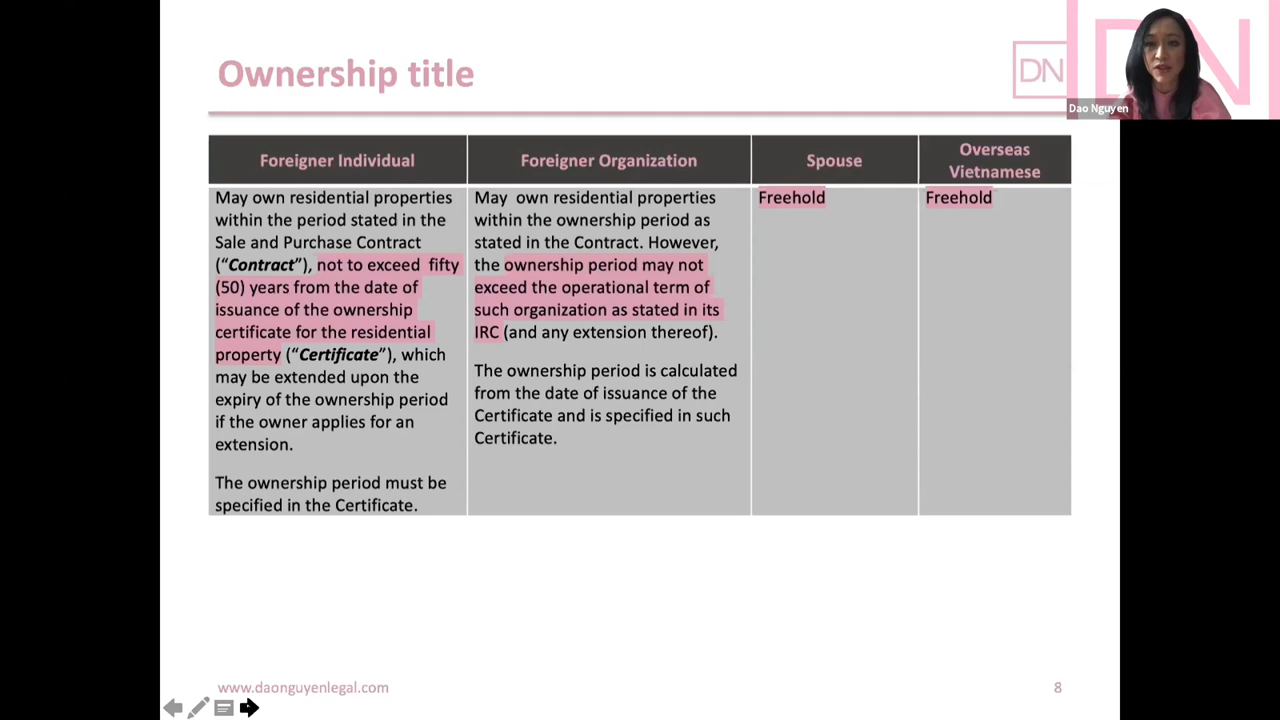 Ownership title
DN
DN
Dao Nguyen
Foreigner Individual
Foreigner Organization
Spouse
Overseas
Vietnamese
May own residential properties
within the period stated in the
Sale and Purchase Contract
(“Contract”), not to exceed fifty
(50) years from the date of
issuance of the ownership
certificate for the residential
property (“Certificate”), which
may be extended upon the
expiry of the ownership period
if the owner applies for an
extension.
The ownership period must be
specified in the Certificate.
May own residential properties
within the ownership period as
stated in the Contract. However,
the ownership period may not
exceed the operational term of
such organization as stated in its
IRC (and any extension thereof).
The ownership period is calculated
from the date of issuance of the
Certificate and is specified in such
Certificate.
Freehold
Freehold
www.daonguyenlegal.com
8